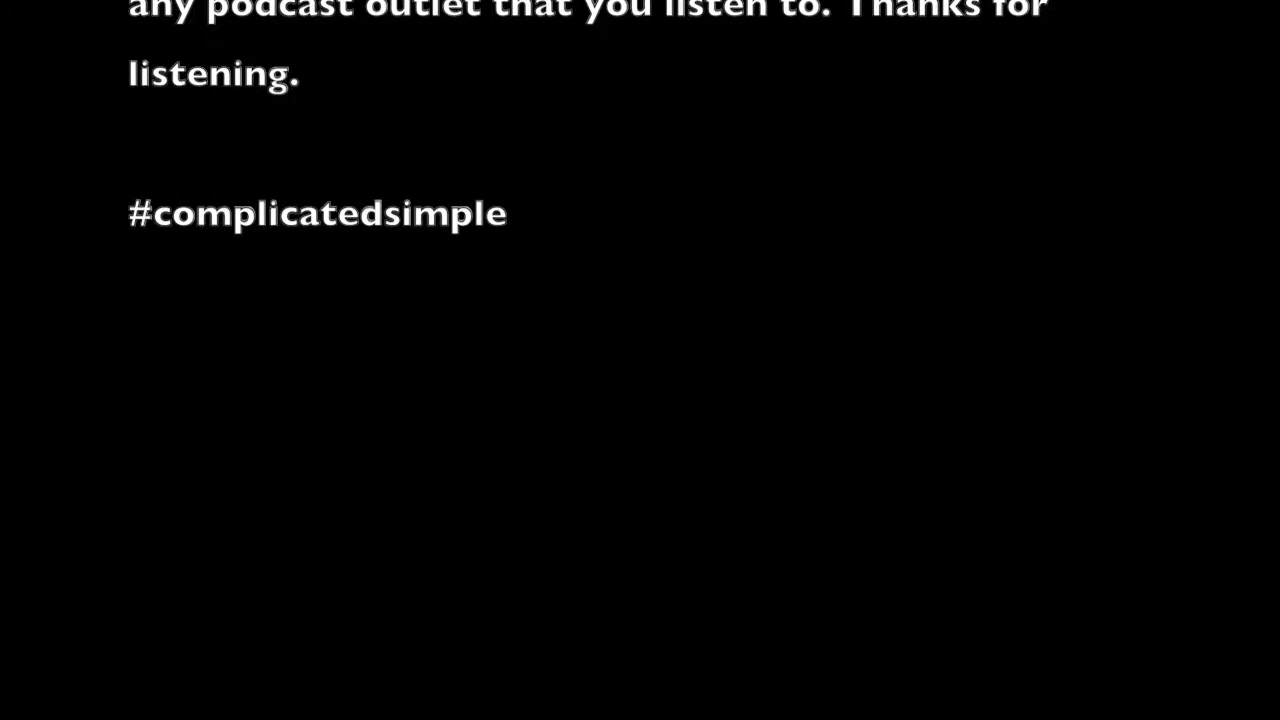 any podcast outlet that you listen to. Thanks for
listening.
#complicatedsimple